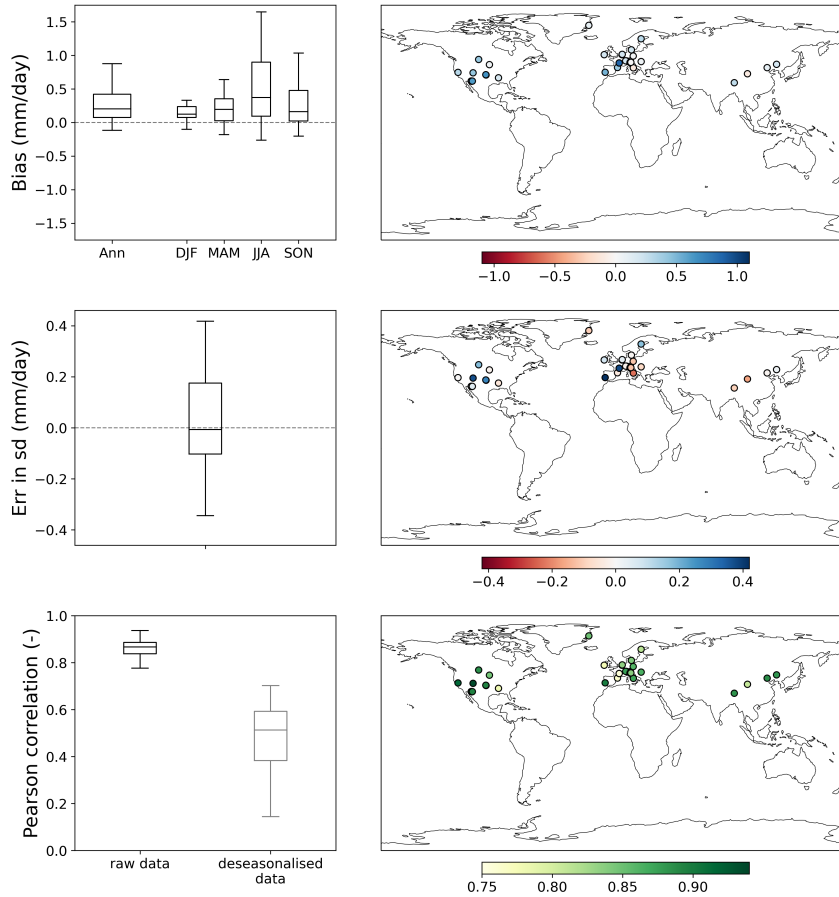 Bias (mm/day)
1.5
1.0
0.5
0.0
−0.5
−1.0
−1.5
Ann DJF MAM JJA SON
−1.0 −0.5 0.0 0.5 1.0
Err in sd (mm/day)
0.4
0.2
0.0
−0.2
−0.4
−0.4 −0.2 0.0 0.2 0.4
Pearson correlation (-)
1.0
0.8
0.6
0.4
0.2
0.0
raw data deseasonalised
data
0.75 0.80 0.85 0.90